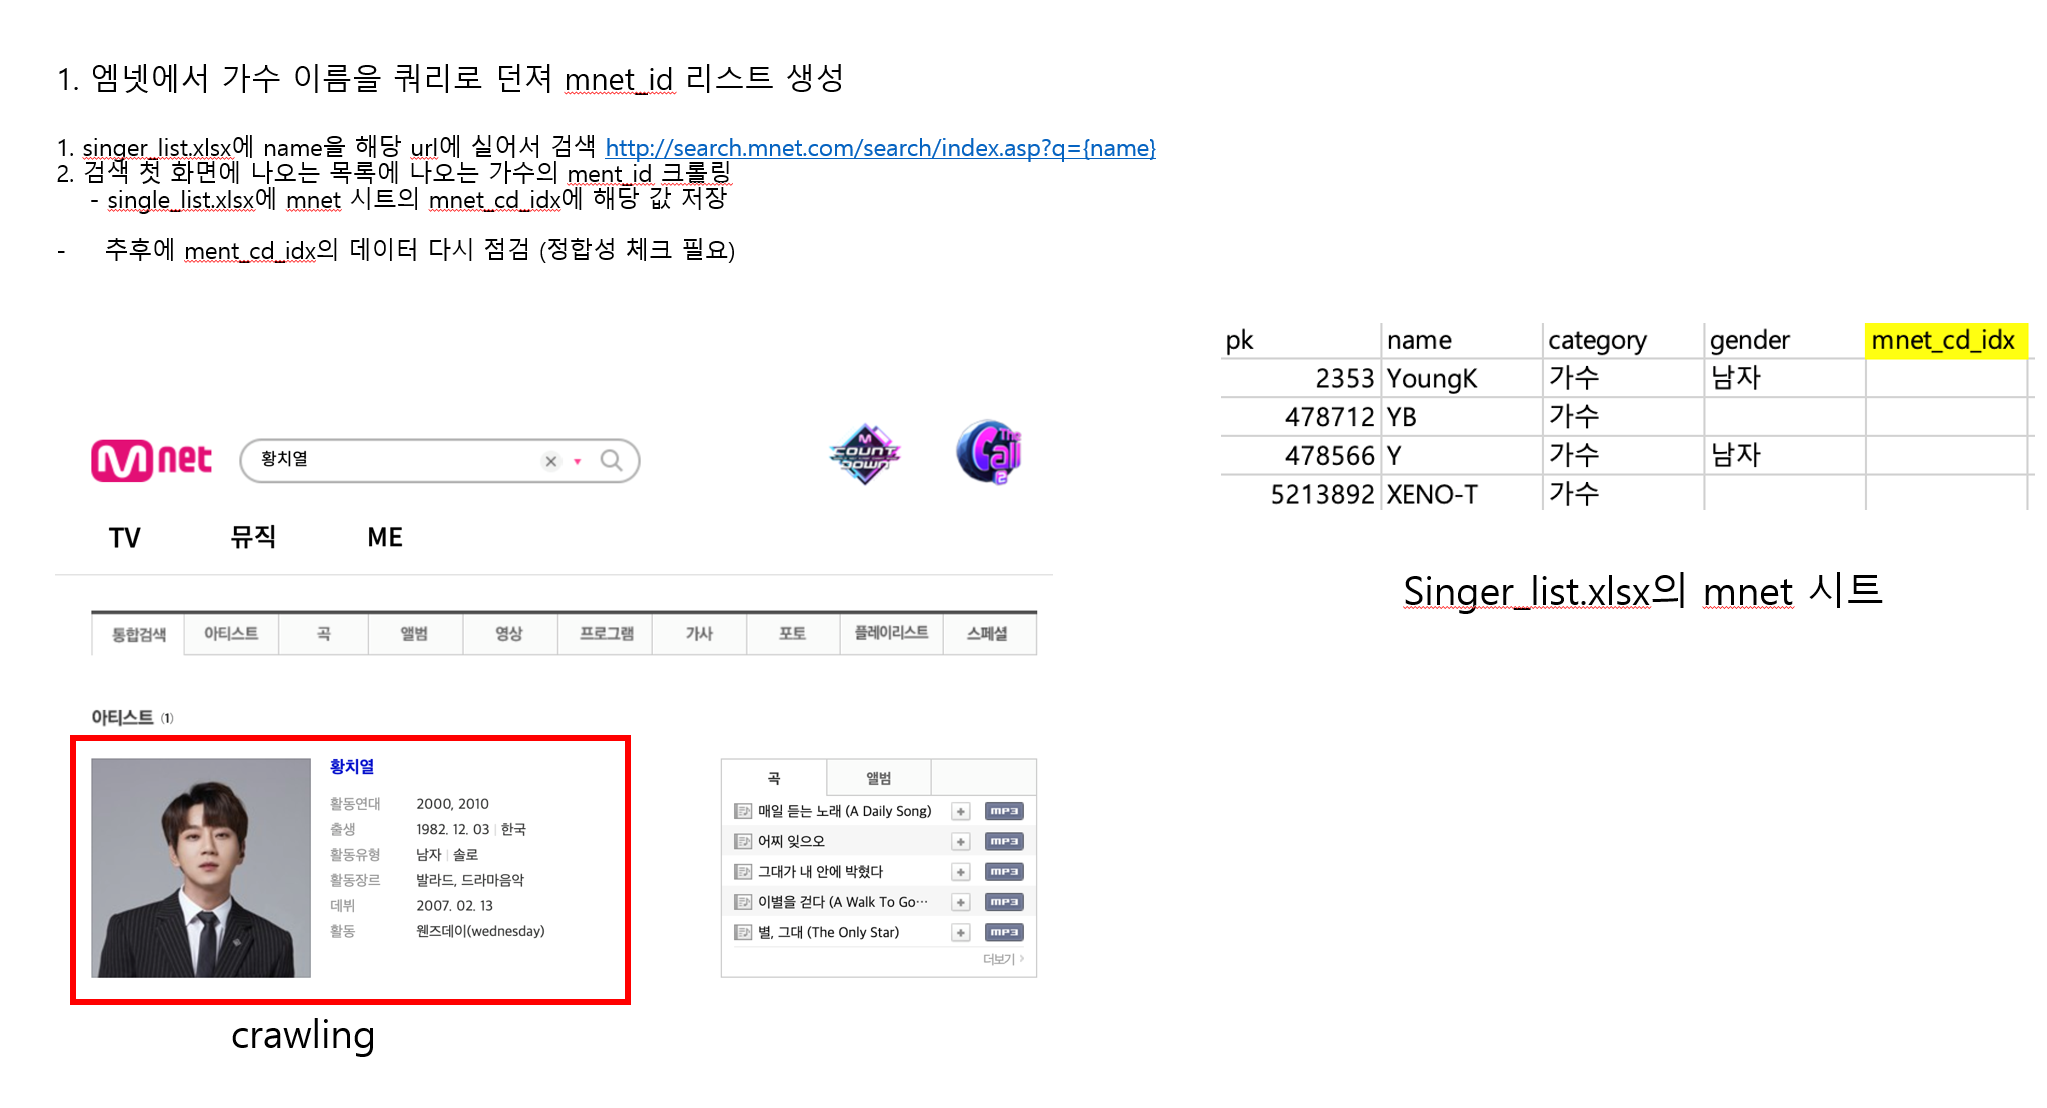 1. 엠넷에서 가수 이름을 쿼리로 던져 mnet_id 리스트 생성
1. singer_list.xlsx에 name을 해당 url에 실어서 검색 http://search.mnet.com/search/index.asp?q={name}
2. 검색 첫 화면에 나오는 목록에 나오는 가수의 ment_id 크롤링
- single_list.xlsx에 mnet 시트의 mnet_cd_idx에 해당 값 저장
- 추후에 ment_cd_idx의 데이터 다시 점검 (정합성 체크 필요)
pk name category gender mnet_cd_idx
2353 YoungK 가수 남자
478712 YB 가수
478566 Y 가수 남자
5213892 XENO-T 가수
Singer_list.xlsx의 mnet 시트
Mnet 황치열 M COUNT DOWN The Call 2
TV 뮤직 ME
통합검색 아티스트 곡 앨범 영상 프로그램 가사 포토 플레이리스트 스페셜
아티스트 (1)
황치열
활동연대 2000, 2010
출생 1982. 12. 03 | 한국
활동유형 남자 | 솔로
활동장르 발라드, 드라마음악
데뷔 2007. 02. 13
활동 웬즈데이(wednesday)
곡 앨범
매일 듣는 노래 (A Daily Song) + MP3
어찌 잊으오 + MP3
그대가 내 안에 박혔다 + MP3
이별을 걷다 (A Walk To Go··· + MP3
별, 그대 (The Only Star) + MP3
더보기 >
crawling